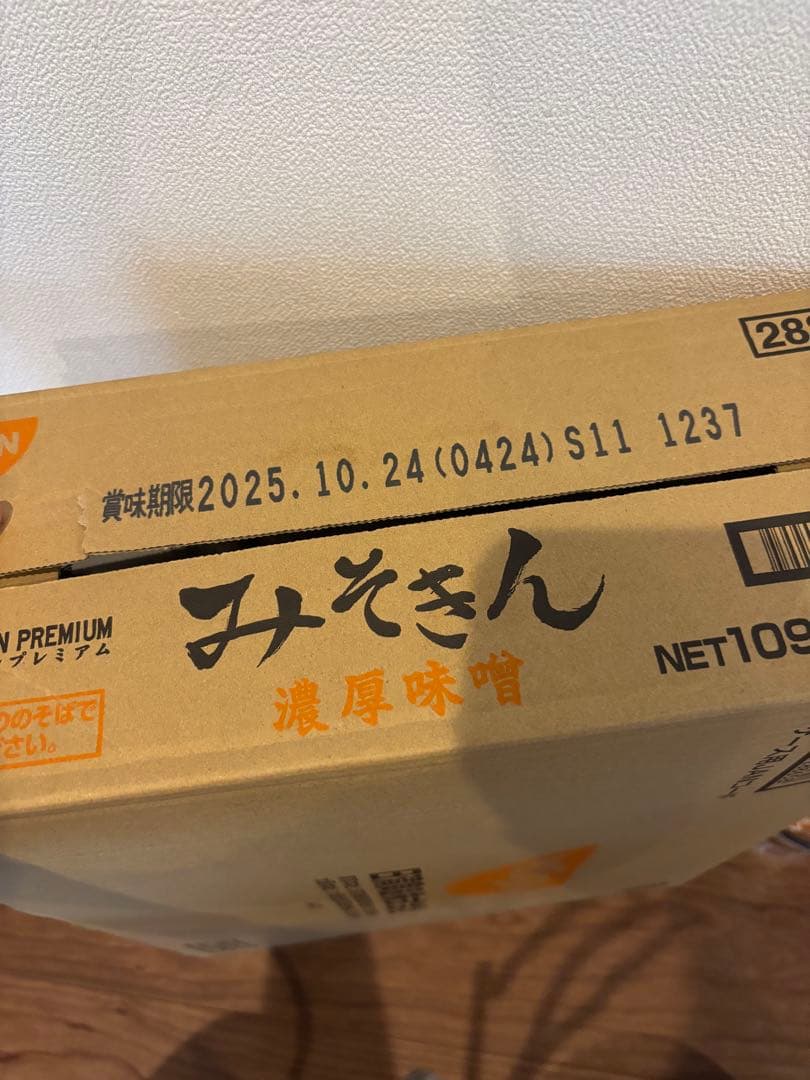 28
賞味期限2025.10.24(0424)S11 1237
みそきん
N PREMIUM
プレミアム
濃厚味噌
NET109
りのそばで
さい。